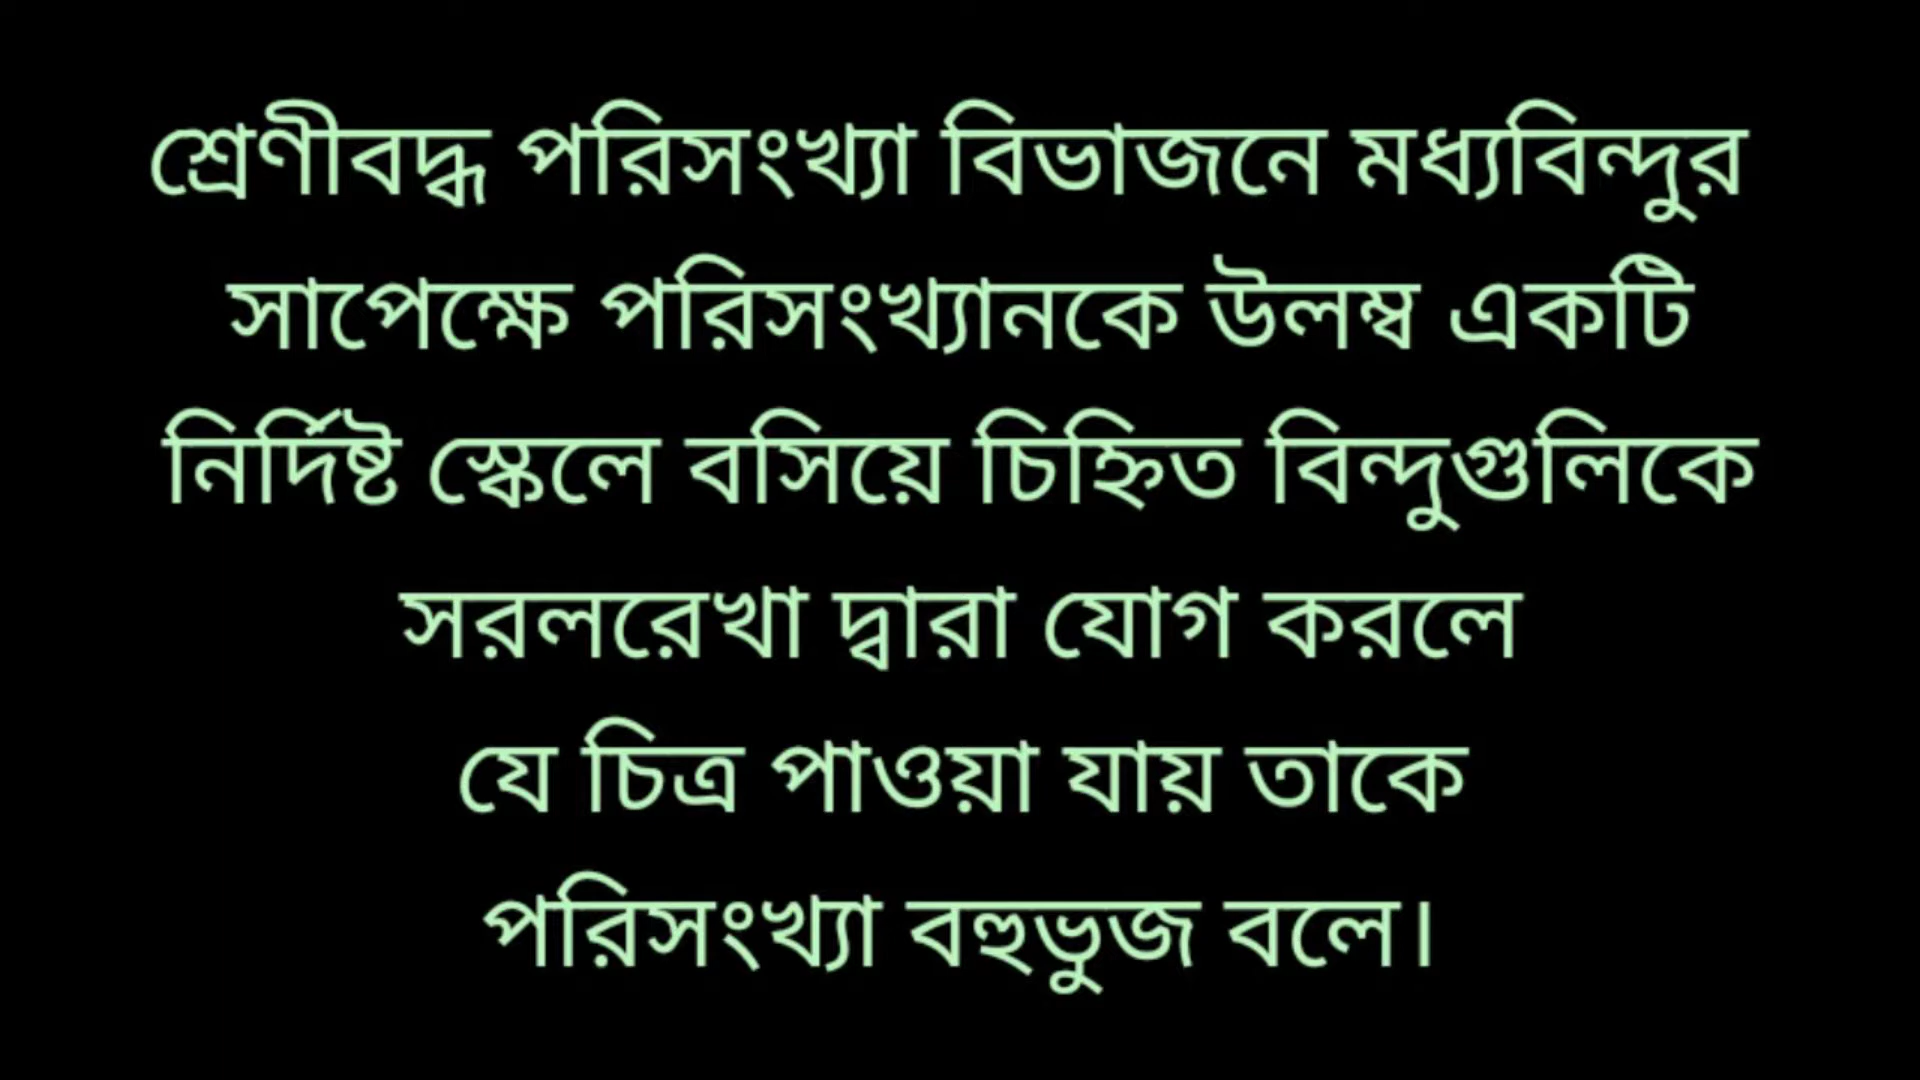 শ্রেণীবদ্ধ পরিসংখ্যা বিভাজনে মধ্যবিন্দুর
সাপেক্ষে পরিসংখ্যানকে উলম্ব একটি
নির্দিষ্ট স্কেলে বসিয়ে চিহ্নিত বিন্দুগুলিকে
সরলরেখা দ্বারা যোগ করলে
যে চিত্র পাওয়া যায় তাকে
পরিসংখ্যা বহুভুজ বলে।